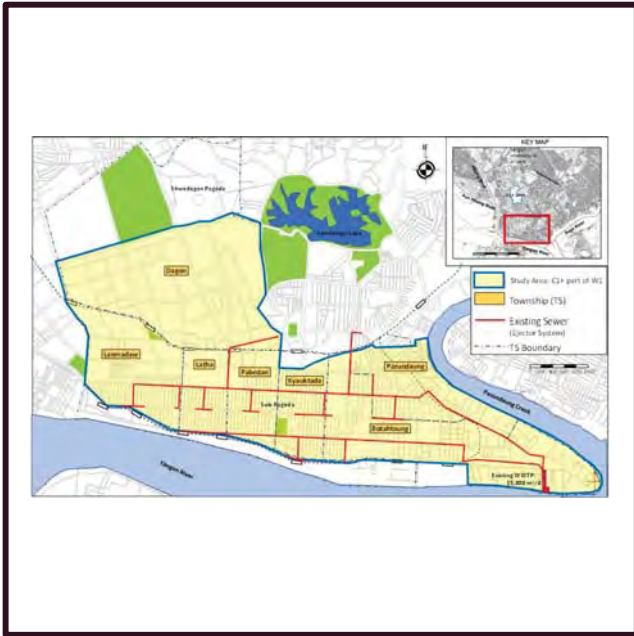 KEY MAP
N
Shwedagon Pagoda
Kandawgyi Lake
Dagon
Study Area: C1+ part of W1
Township (TS)
Existing Sewer
(Ejector System)
TS Boundary
Lanmadaw
Latha
Pabedan
Kyauktada
Pazundaung
Pazundaung Creek
Sule Pagoda
Botahtaung
Yangon River
Existing WWTP: